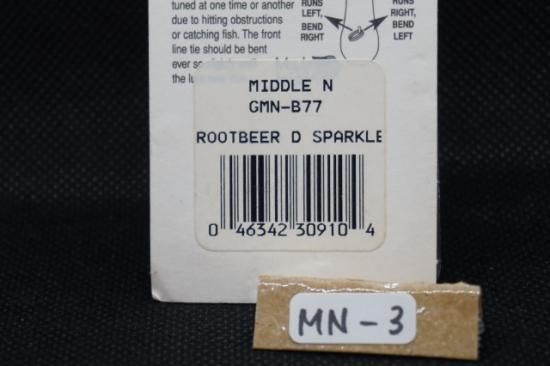 tuned at one time or another
due to hitting obstructions
or catching fish. The front
line tie should be bent
ever
the
RUNS
LEFT,
BEND
RIGHT
RUNS
RIGHT,
BEND
LEFT
MIDDLE N
GMN-B77
ROOTBEER D SPARKLE
0 46342 30910 4
MN-3